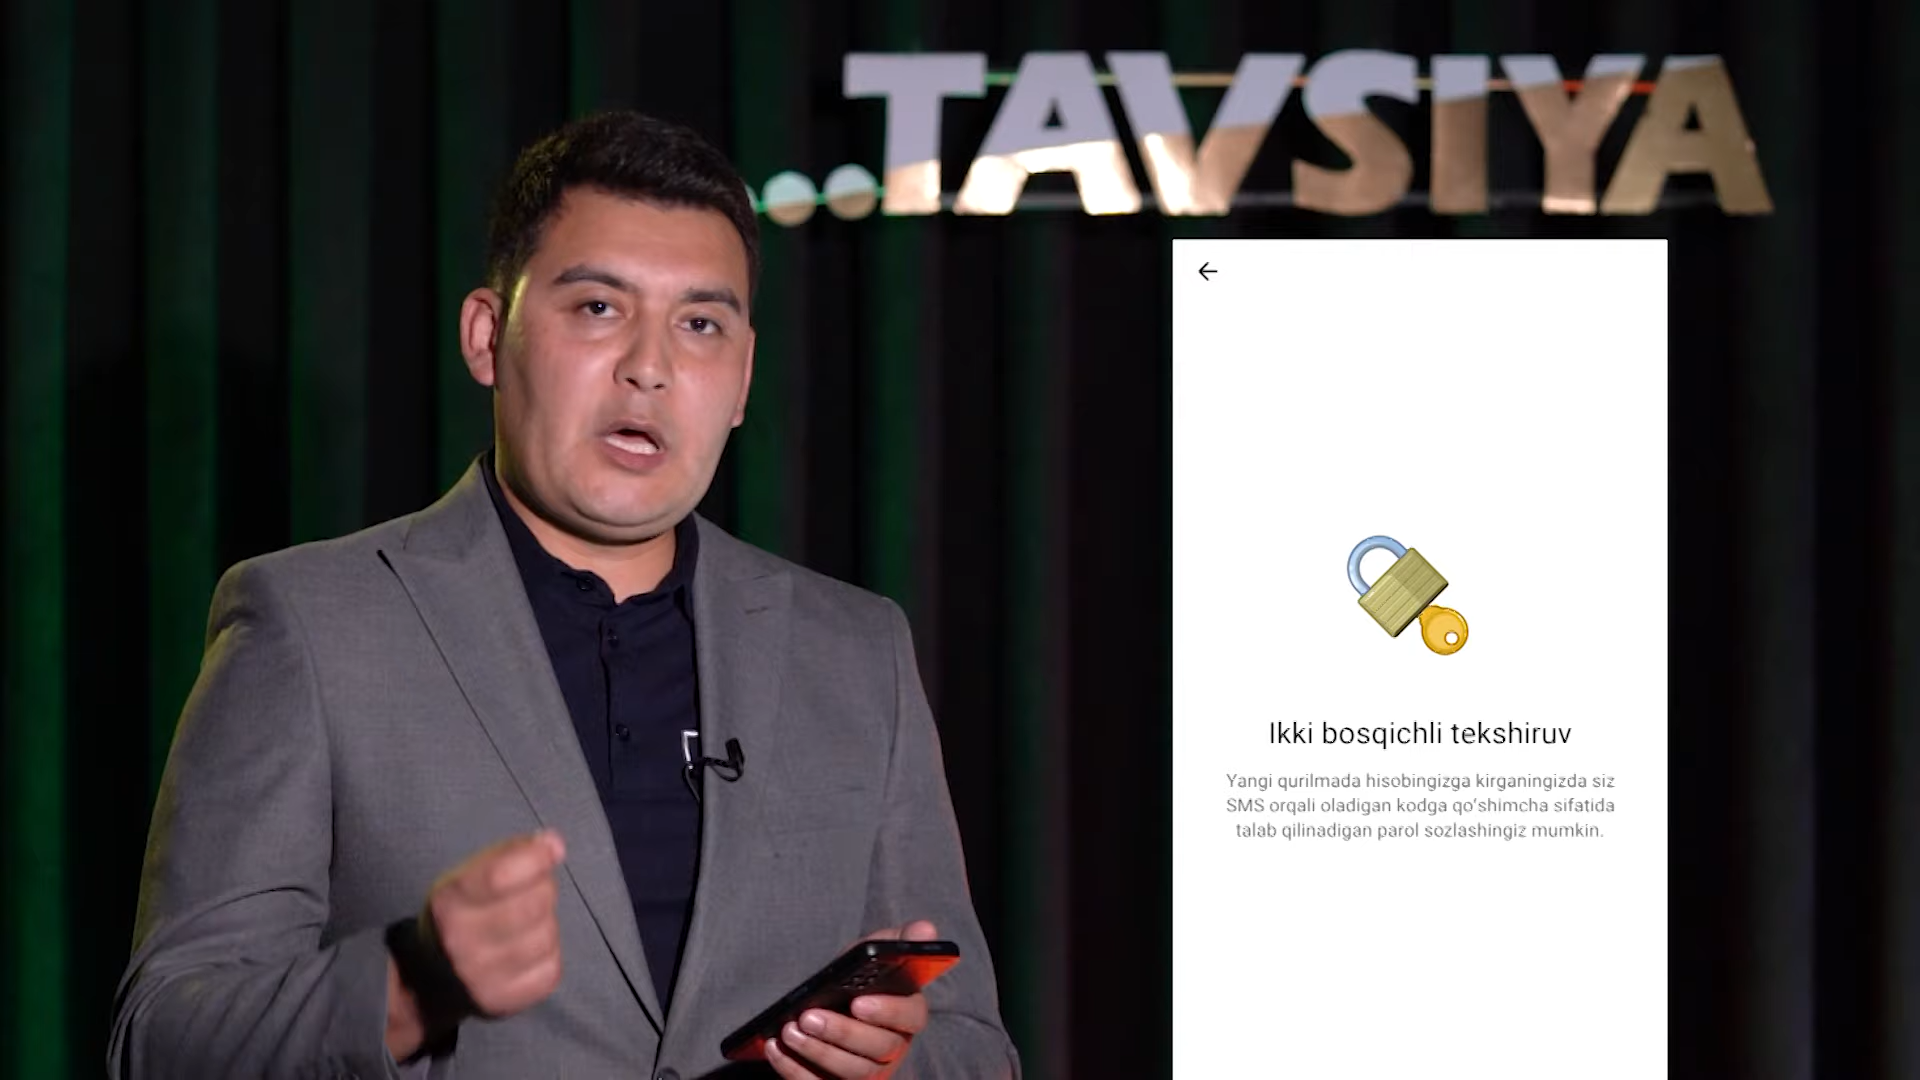 ...TAVSIYA
Ikki bosqichli tekshiruv
Yangi qurilmada hisobingizga kirganingizda siz
SMS orqali oladigan kodga qo‘shimcha sifatida
talab qilinadigan parol sozlashingiz mumkin.